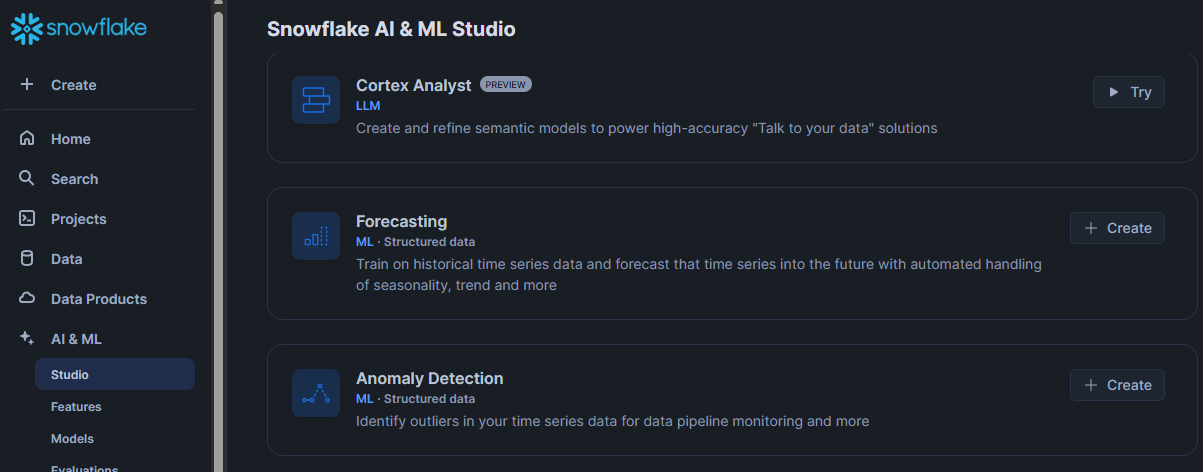 snowflake
Create
Home
Search
Projects
Data
Data Products
AI & ML
Studio
Features
Models
Evaluations
Snowflake AI & ML Studio
Cortex Analyst PREVIEW
LLM
Create and refine semantic models to power high-accuracy "Talk to your data" solutions
Try
Forecasting
ML · Structured data
Train on historical time series data and forecast that time series into the future with automated handling
of seasonality, trend and more
Create
Anomaly Detection
ML · Structured data
Identify outliers in your time series data for data pipeline monitoring and more
Create